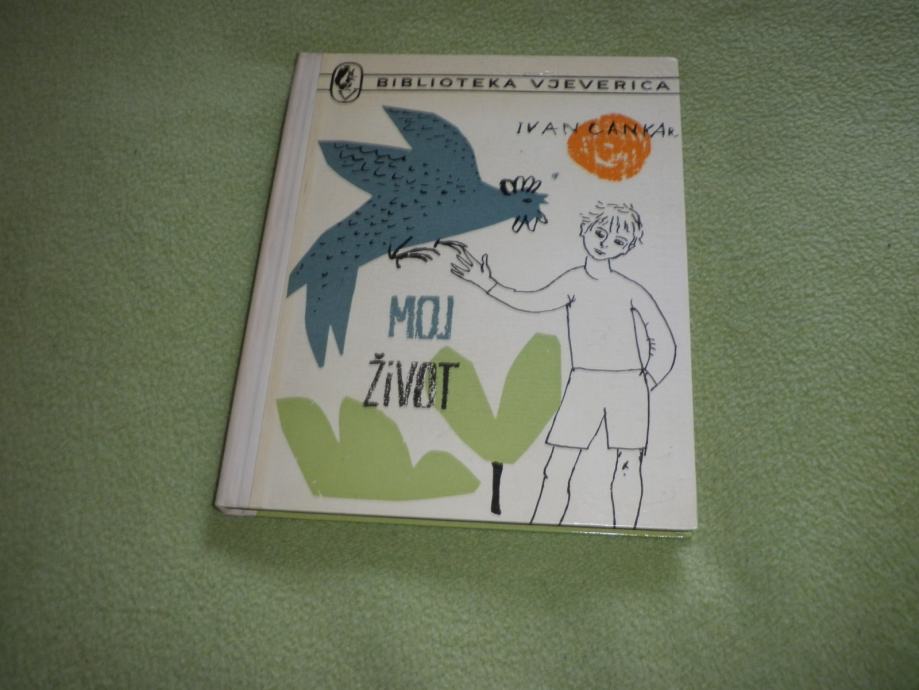 BIBLIOTEKA VJEVERICA
IVAN CANKAR
MOJ
ŽIVOT